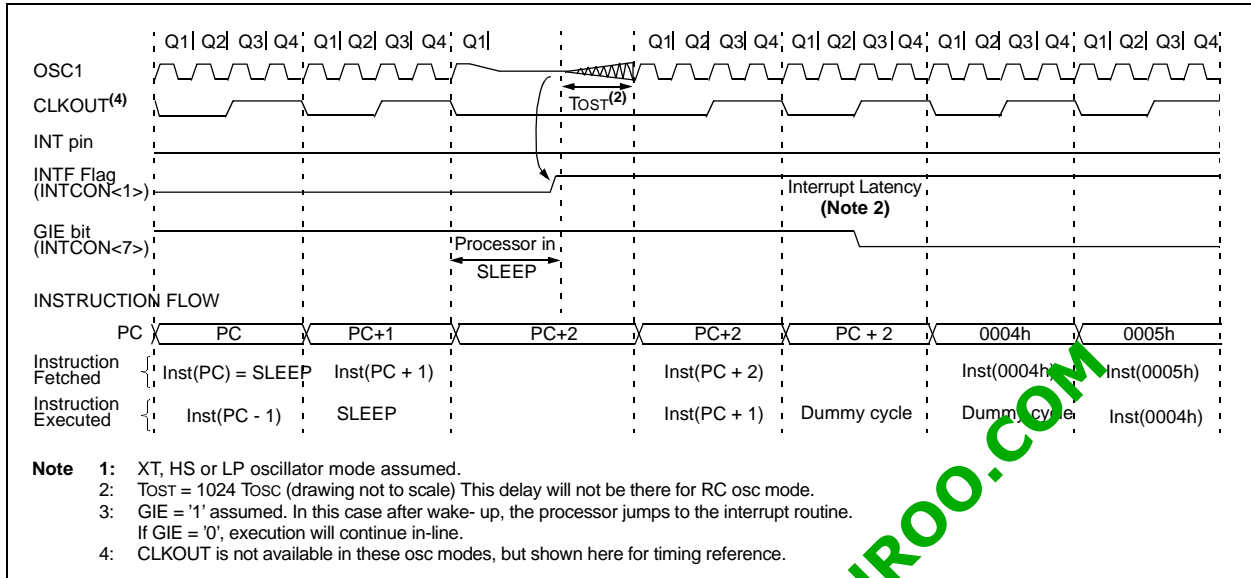 Q1| Q2| Q3| Q4| Q1| Q2| Q3| Q4| Q1| Q1| Q2| Q3| Q4| Q1| Q2| Q3| Q4| Q1| Q2| Q3| Q4| Q1| Q2| Q3| Q4|
OSC1
TOST(2)
CLKOUT(4)
INT pin
INTF Flag
(INTCON<1>)
Interrupt Latency
(Note 2)
GIE bit
(INTCON<7>)
Processor in
SLEEP
INSTRUCTION FLOW
PC PC PC+1 PC+2 PC+2 PC + 2 0004h 0005h
Instruction
Fetched
Inst(PC) = SLEEP Inst(PC + 1) Inst(PC + 2) Inst(0004h) Inst(0005h)
Instruction
Executed
Inst(PC - 1) SLEEP Inst(PC + 1) Dummy cycle Dummy cycle Inst(0004h)
Note 1: XT, HS or LP oscillator mode assumed.
2: TOST = 1024 TOSC (drawing not to scale) This delay will not be there for RC osc mode.
3: GIE = '1' assumed. In this case after wake- up, the processor jumps to the interrupt routine.
If GIE = '0', execution will continue in-line.
4: CLKOUT is not available in these osc modes, but shown here for timing reference.